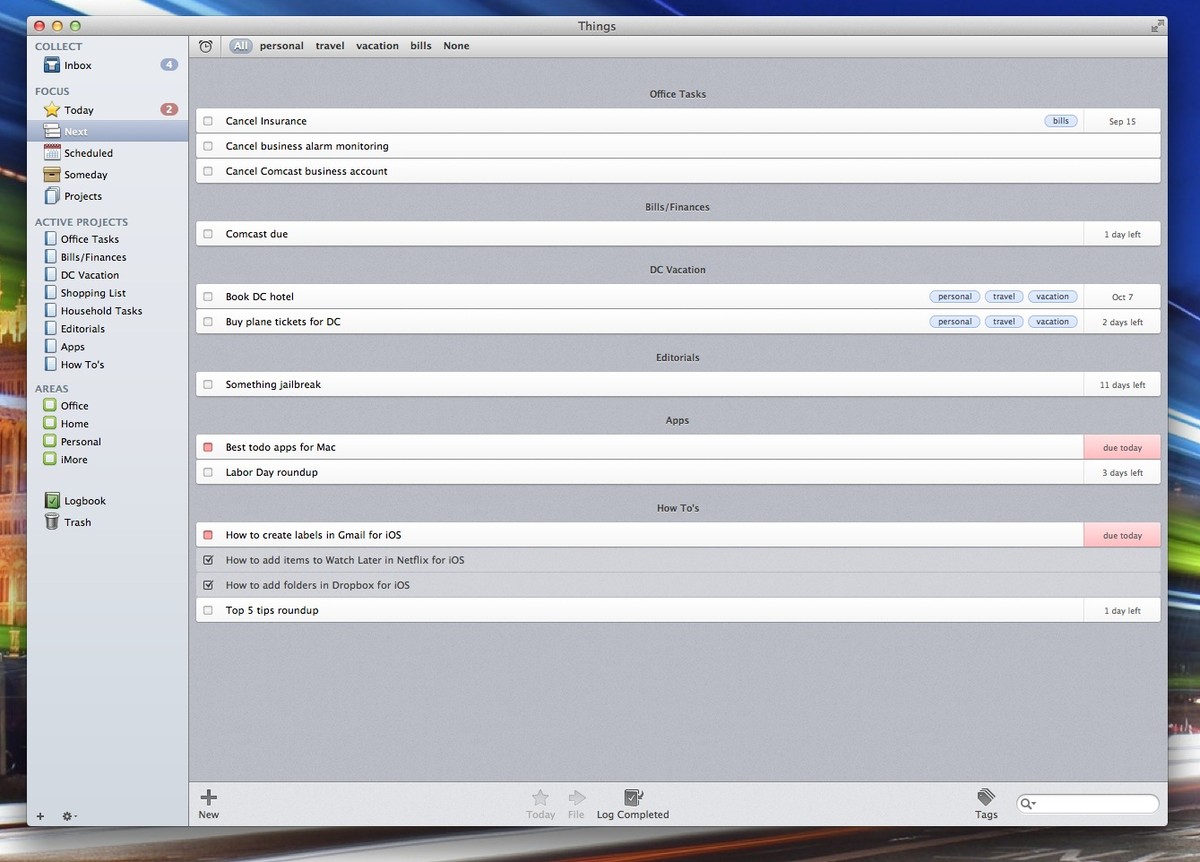 Things
COLLECT
Inbox 4
FOCUS
Today 2
Next
Scheduled
Someday
Projects
ACTIVE PROJECTS
Office Tasks
Bills/Finances
DC Vacation
Shopping List
Household Tasks
Editorials
Apps
How To's
AREAS
Office
Home
Personal
iMore
Logbook
Trash
All personal travel vacation bills None
Office Tasks
Cancel Insurance bills Sep 15
Cancel business alarm monitoring
Cancel Comcast business account
Bills/Finances
Comcast due 1 day left
DC Vacation
Book DC hotel personal travel vacation Oct 7
Buy plane tickets for DC personal travel vacation 2 days left
Editorials
Something jailbreak 11 days left
Apps
Best todo apps for Mac due today
Labor Day roundup 3 days left
How To's
How to create labels in Gmail for iOS due today
How to add items to Watch Later in Netflix for iOS
How to add folders in Dropbox for iOS
Top 5 tips roundup 1 day left
New Today File Log Completed Tags